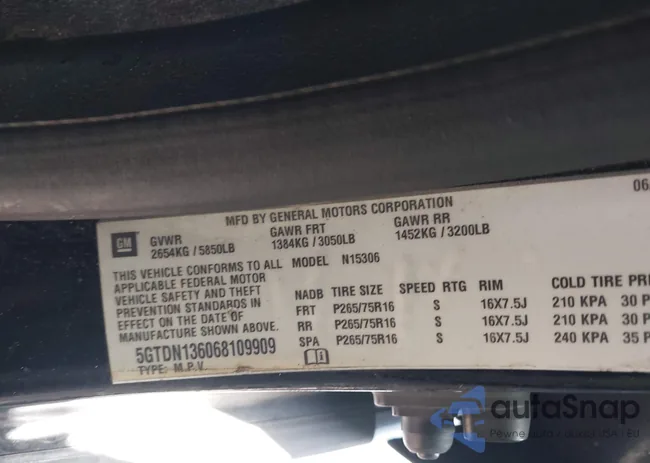 MFD BY GENERAL MOTORS CORPORATION
06
GM
GVWR
2654KG / 5850LB
GAWR FRT
1384KG / 3050LB
GAWR RR
1452KG / 3200LB
THIS VEHICLE CONFORMS TO ALL
APPLICABLE FEDERAL MOTOR
VEHICLE SAFETY AND THEFT
PREVENTION STANDARDS IN
EFFECT ON THE DATE OF
MANUFACTURE SHOWN ABOVE.
MODEL N15306
NADB TIRE SIZE SPEED RTG RIM COLD TIRE PR
FRT P265/75R16 S 16X7.5J 210 KPA 30 P
RR P265/75R16 S 16X7.5J 210 KPA 30 P
SPA P265/75R16 S 16X7.5J 240 KPA 35 P
5GTDN136068109909
TYPE: M.P.V.
autoSnap
Pewne auto z